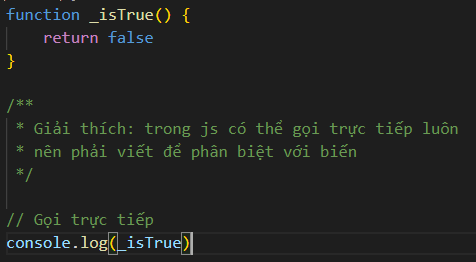 function _isTrue() {
    return false
}
/**
 * Giải thích: trong js có thể gọi trực tiếp luôn
 * nên phải viết để phân biệt với biến
 */
// Gọi trực tiếp
console.log(_isTrue)